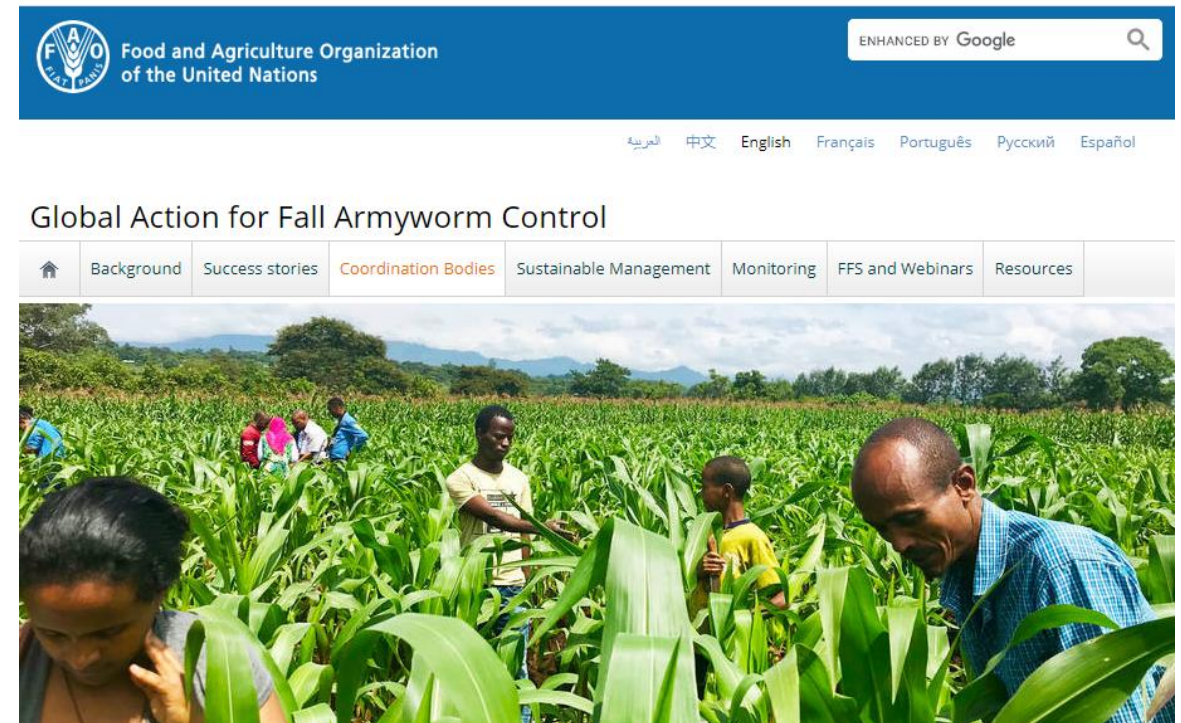 FAO
FIAT PANIS
Food and Agriculture Organization
of the United Nations
ENHANCED BY Google
العربية 中文 English Français Português Русский Español
Global Action for Fall Armyworm Control
Background Success stories Coordination Bodies Sustainable Management Monitoring FFS and Webinars Resources